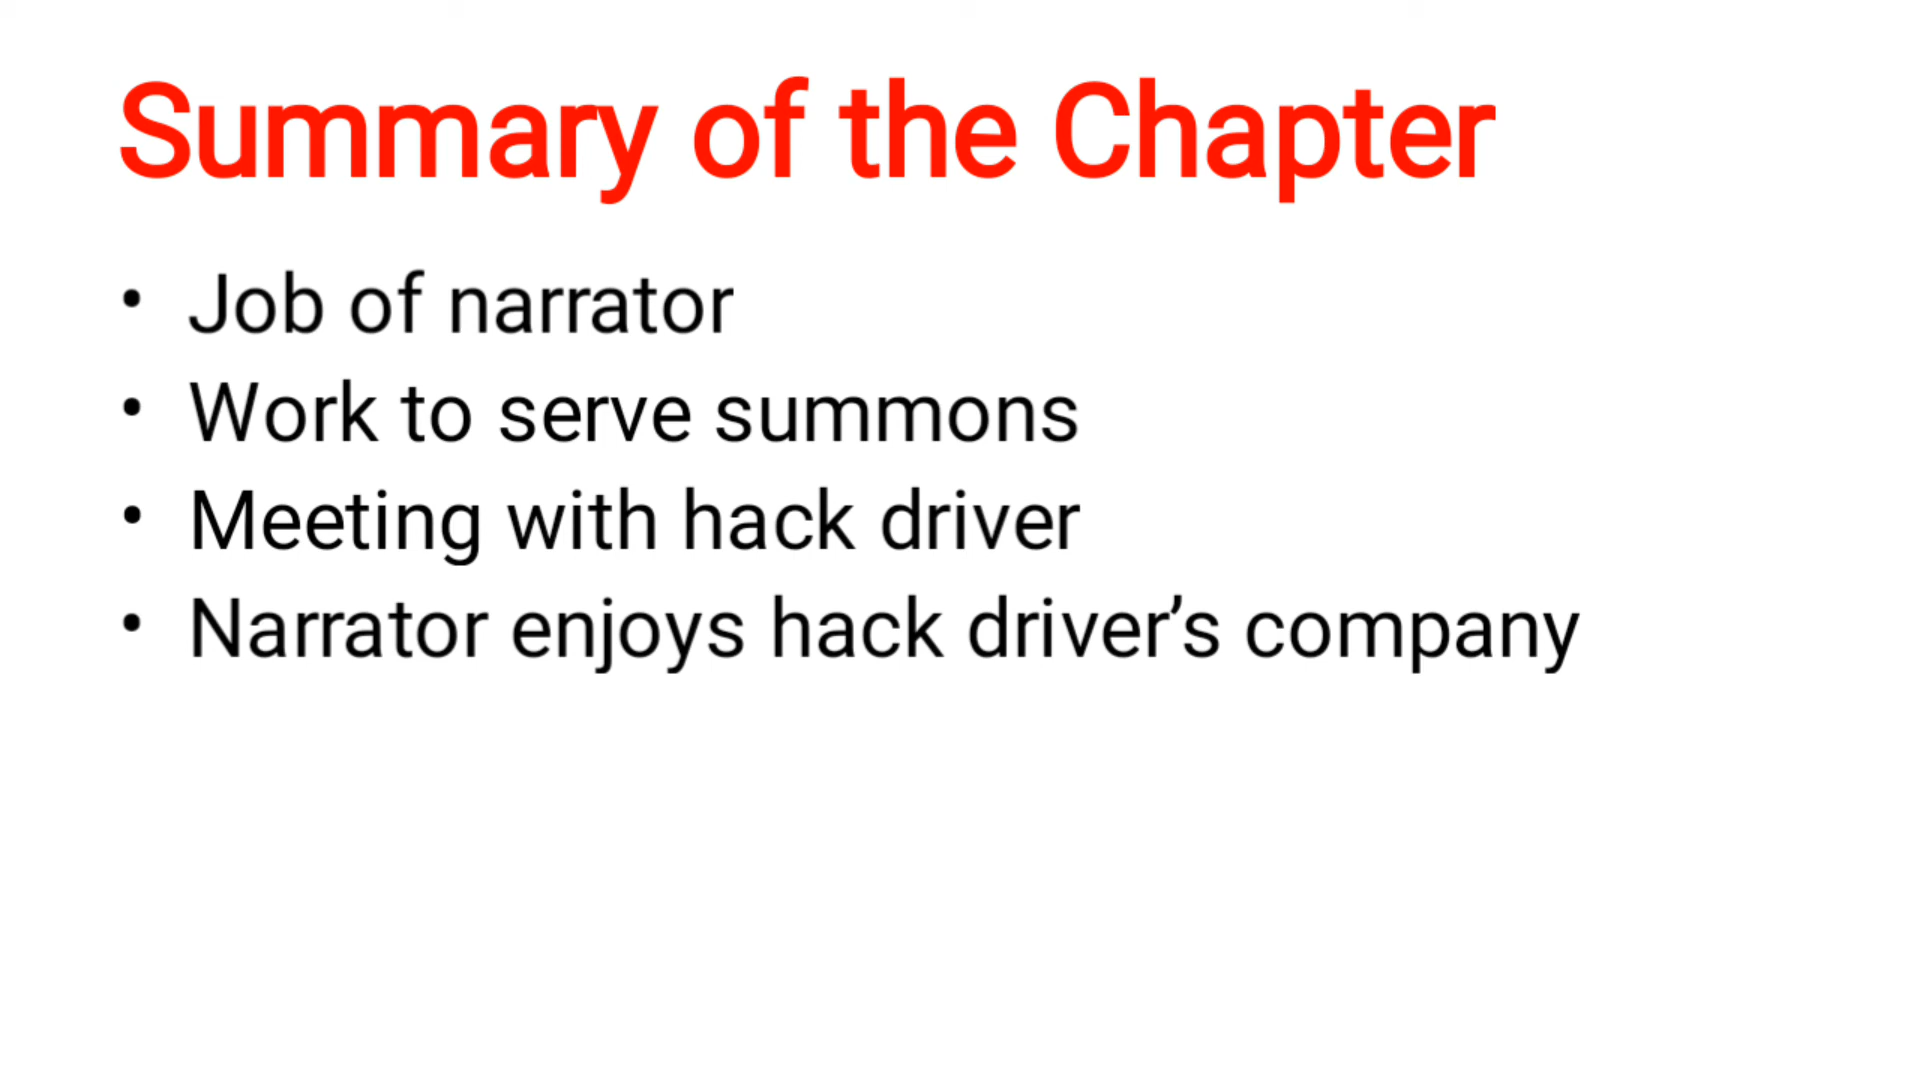 Summary of the Chapter
• Job of narrator
• Work to serve summons
• Meeting with hack driver
• Narrator enjoys hack driver’s company